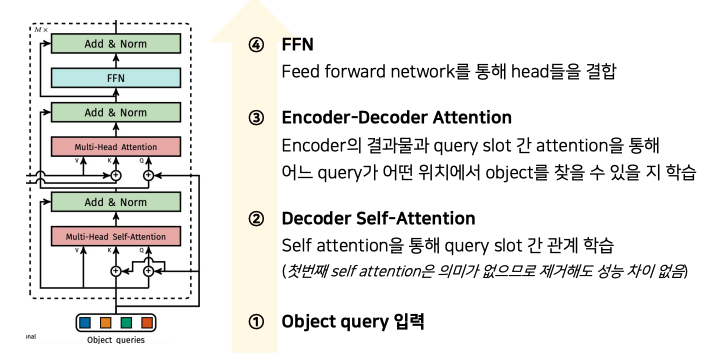 M ×
Add & Norm
FFN
Add & Norm
Multi-Head Attention
V K Q
Add & Norm
Multi-Head Self-Attention
V K Q
Object queries
nal
④ FFN
Feed forward network를 통해 head들을 결합
③ Encoder-Decoder Attention
Encoder의 결과물과 query slot 간 attention을 통해
어느 query가 어떤 위치에서 object를 찾을 수 있을 지 학습
② Decoder Self-Attention
Self attention을 통해 query slot 간 관계 학습
(첫번째 self attention은 의미가 없으므로 제거해도 성능 차이 없음)
① Object query 입력